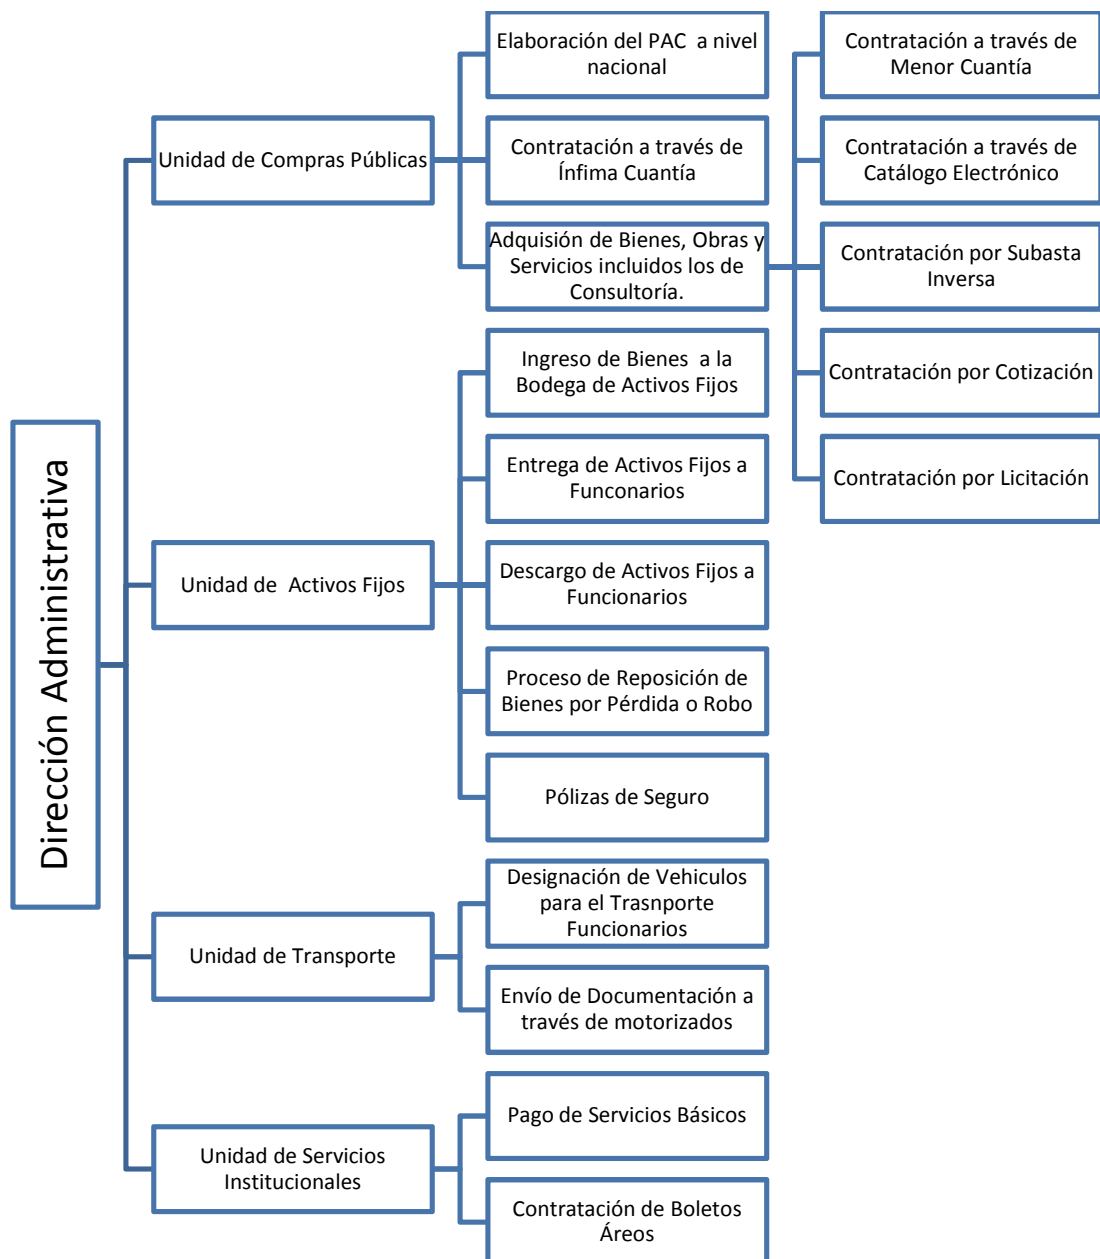 Dirección Administrativa
Unidad de Compras Públicas
Elaboración del PAC a nivel
nacional
Contratación a través de
Ínfima Cuantía
Adquisión de Bienes, Obras y
Servicios incluidos los de
Consultoría.
Contratación a través de
Menor Cuantía
Contratación a través de
Catálogo Electrónico
Contratación por Subasta
Inversa
Contratación por Cotización
Contratación por Licitación
Unidad de Activos Fijos
Ingreso de Bienes a la
Bodega de Activos Fijos
Entrega de Activos Fijos a
Funconarios
Descargo de Activos Fijos a
Funcionarios
Proceso de Reposición de
Bienes por Pérdida o Robo
Pólizas de Seguro
Unidad de Transporte
Designación de Vehiculos
para el Trasnporte
Funcionarios
Envío de Documentación a
través de motorizados
Unidad de Servicios
Institucionales
Pago de Servicios Básicos
Contratación de Boletos
Áreos